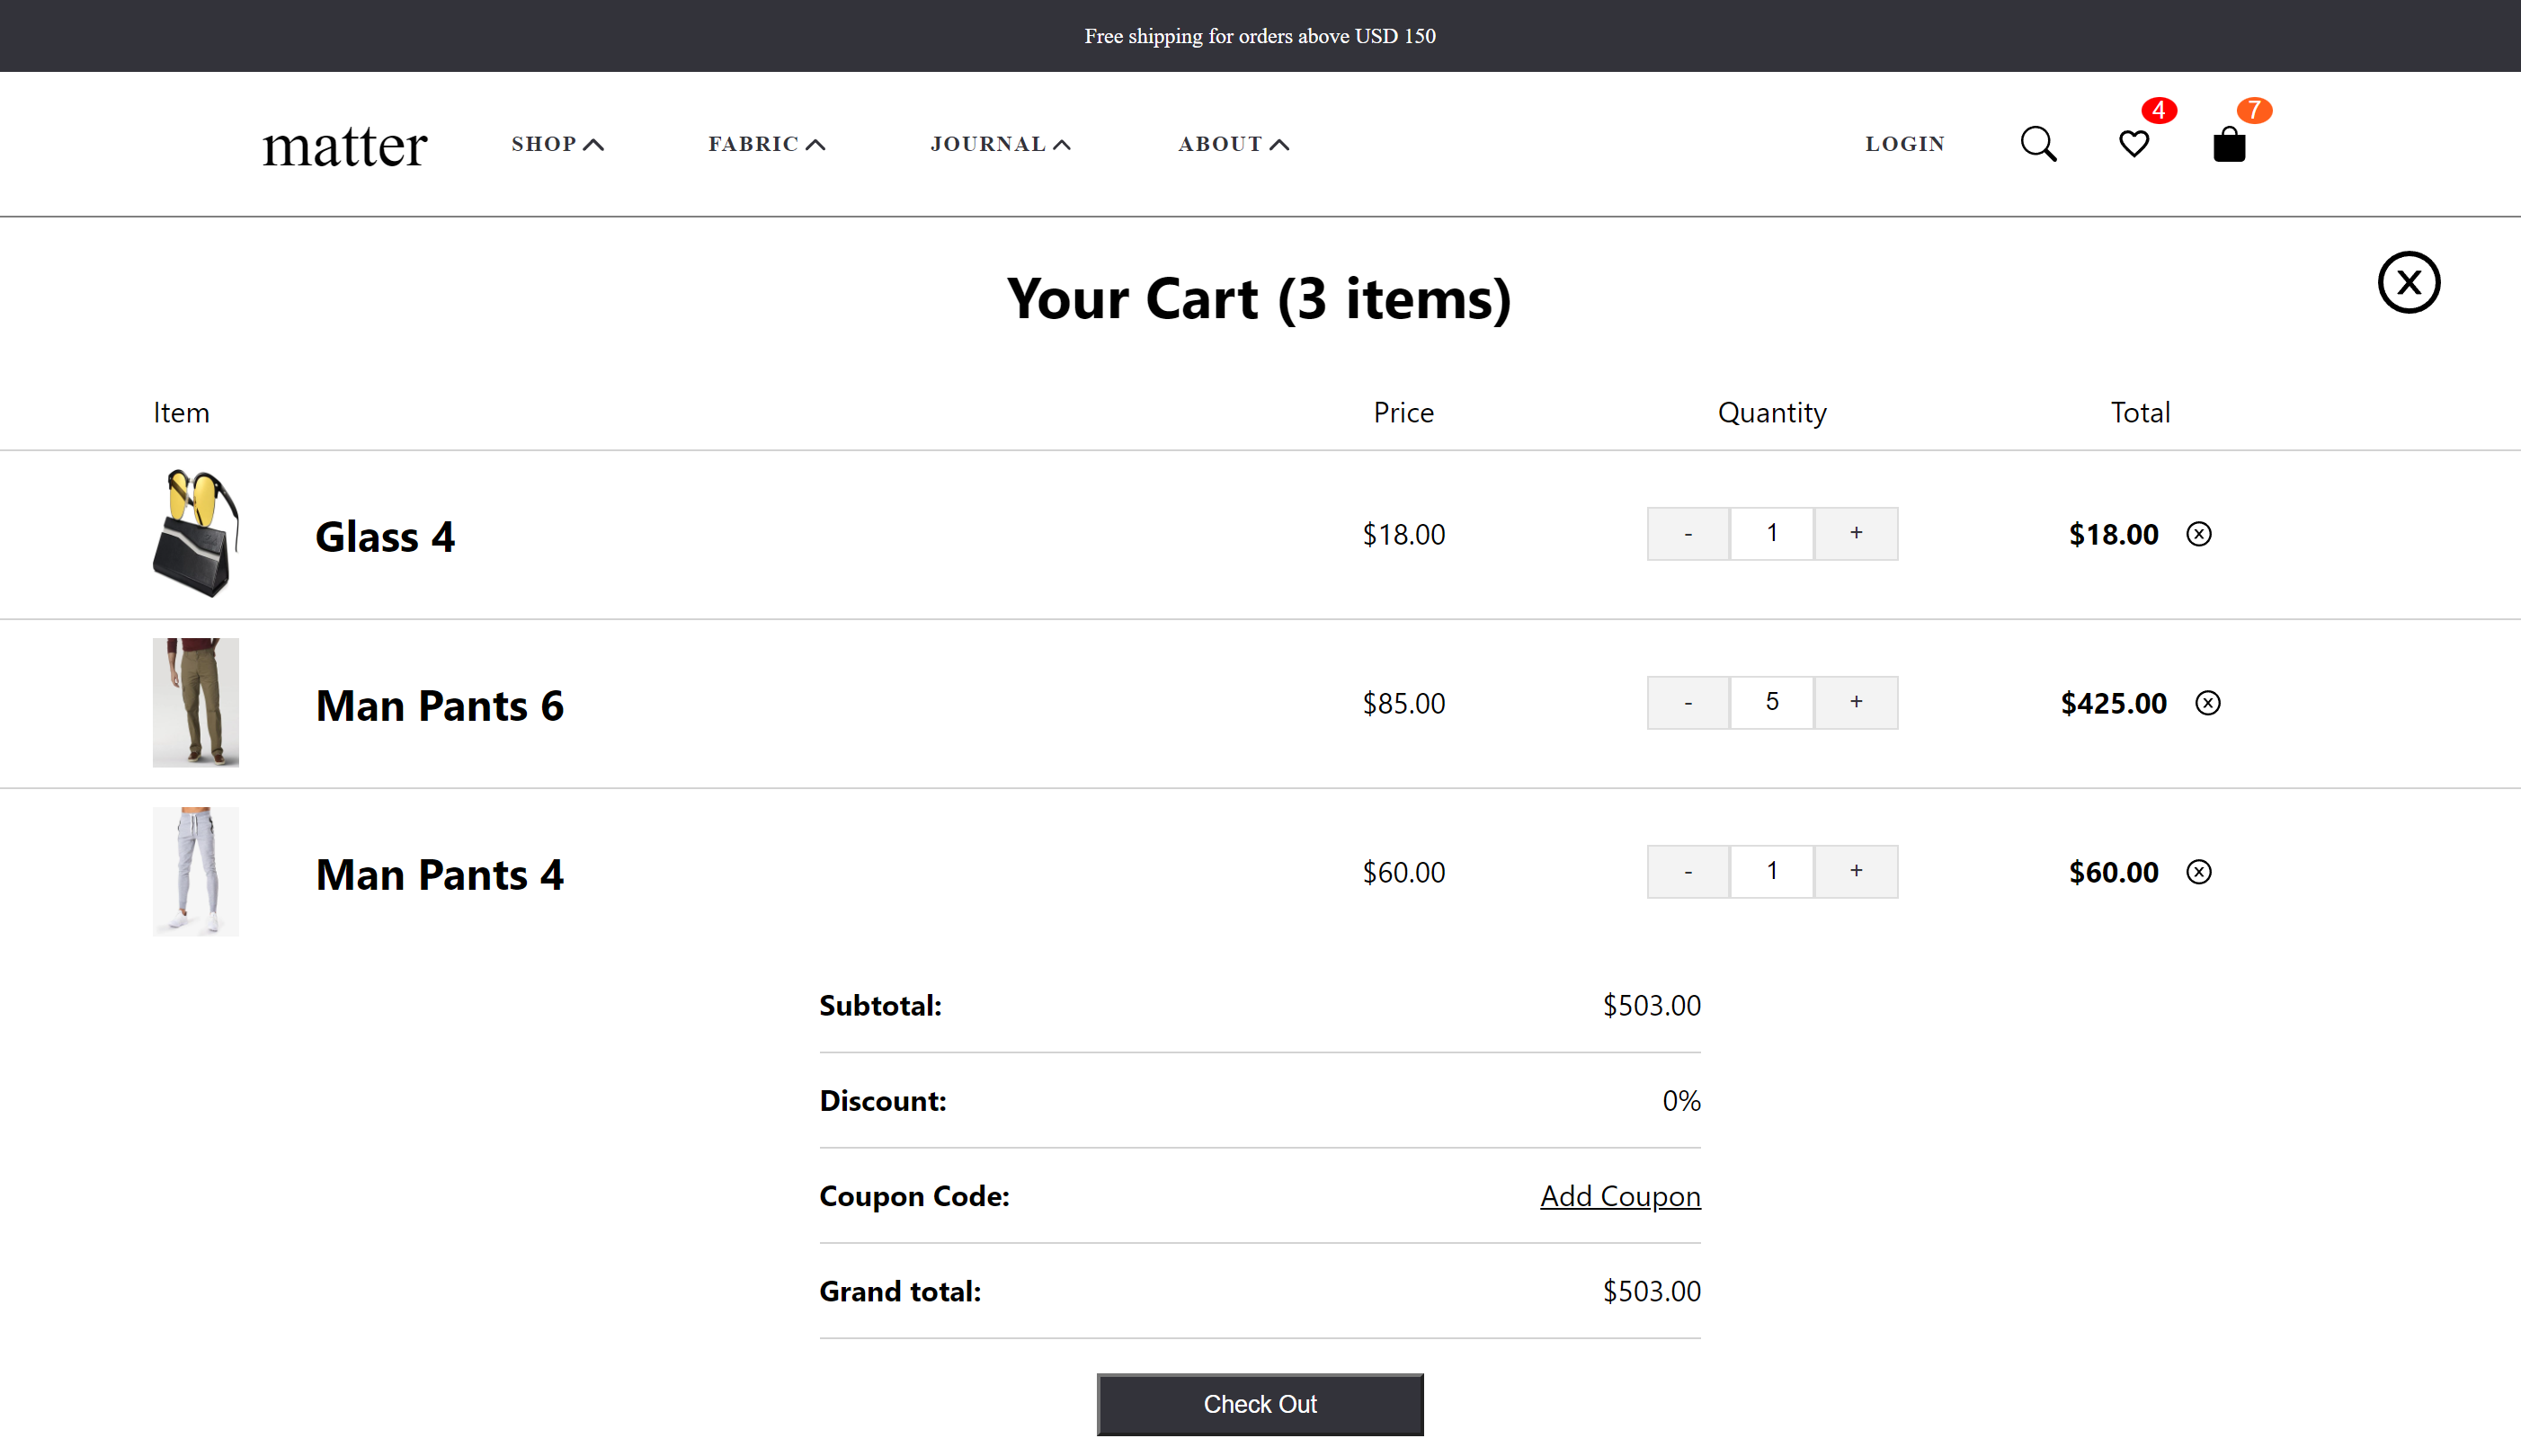 Free shipping for orders above USD 150
matter SHOP FABRIC JOURNAL ABOUT LOGIN 4 7
Your Cart (3 items) X
Item Price Quantity Total
Glass 4 $18.00 - 1 + $18.00
Man Pants 6 $85.00 - 5 + $425.00
Man Pants 4 $60.00 - 1 + $60.00
Subtotal: $503.00
Discount: 0%
Coupon Code: Add Coupon
Grand total: $503.00
Check Out